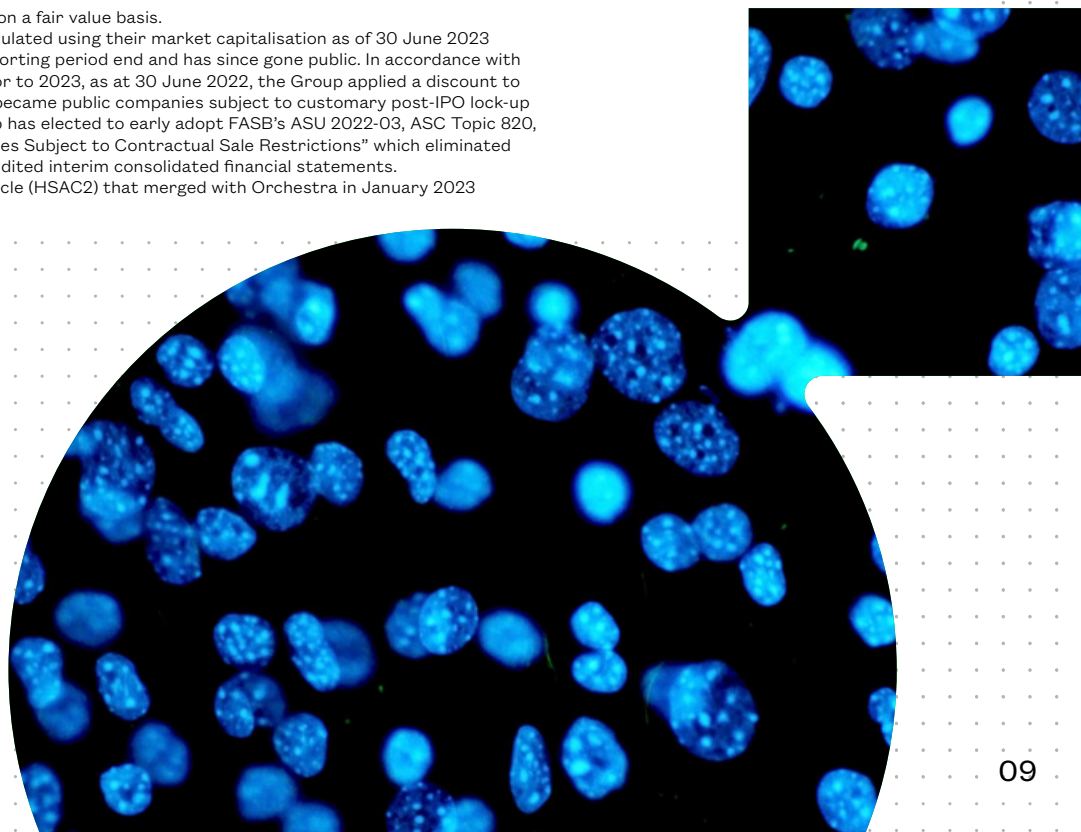 on a fair value basis.
ulated using their market capitalisation as of 30 June 2023
orting period end and has since gone public. In accordance with
or to 2023, as at 30 June 2022, the Group applied a discount to
became public companies subject to customary post-IPO lock-up
o has elected to early adopt FASB’s ASU 2022-03, ASC Topic 820,
es Subject to Contractual Sale Restrictions” which eliminated
dited interim consolidated financial statements.
cle (HSAC2) that merged with Orchestra in January 2023
09